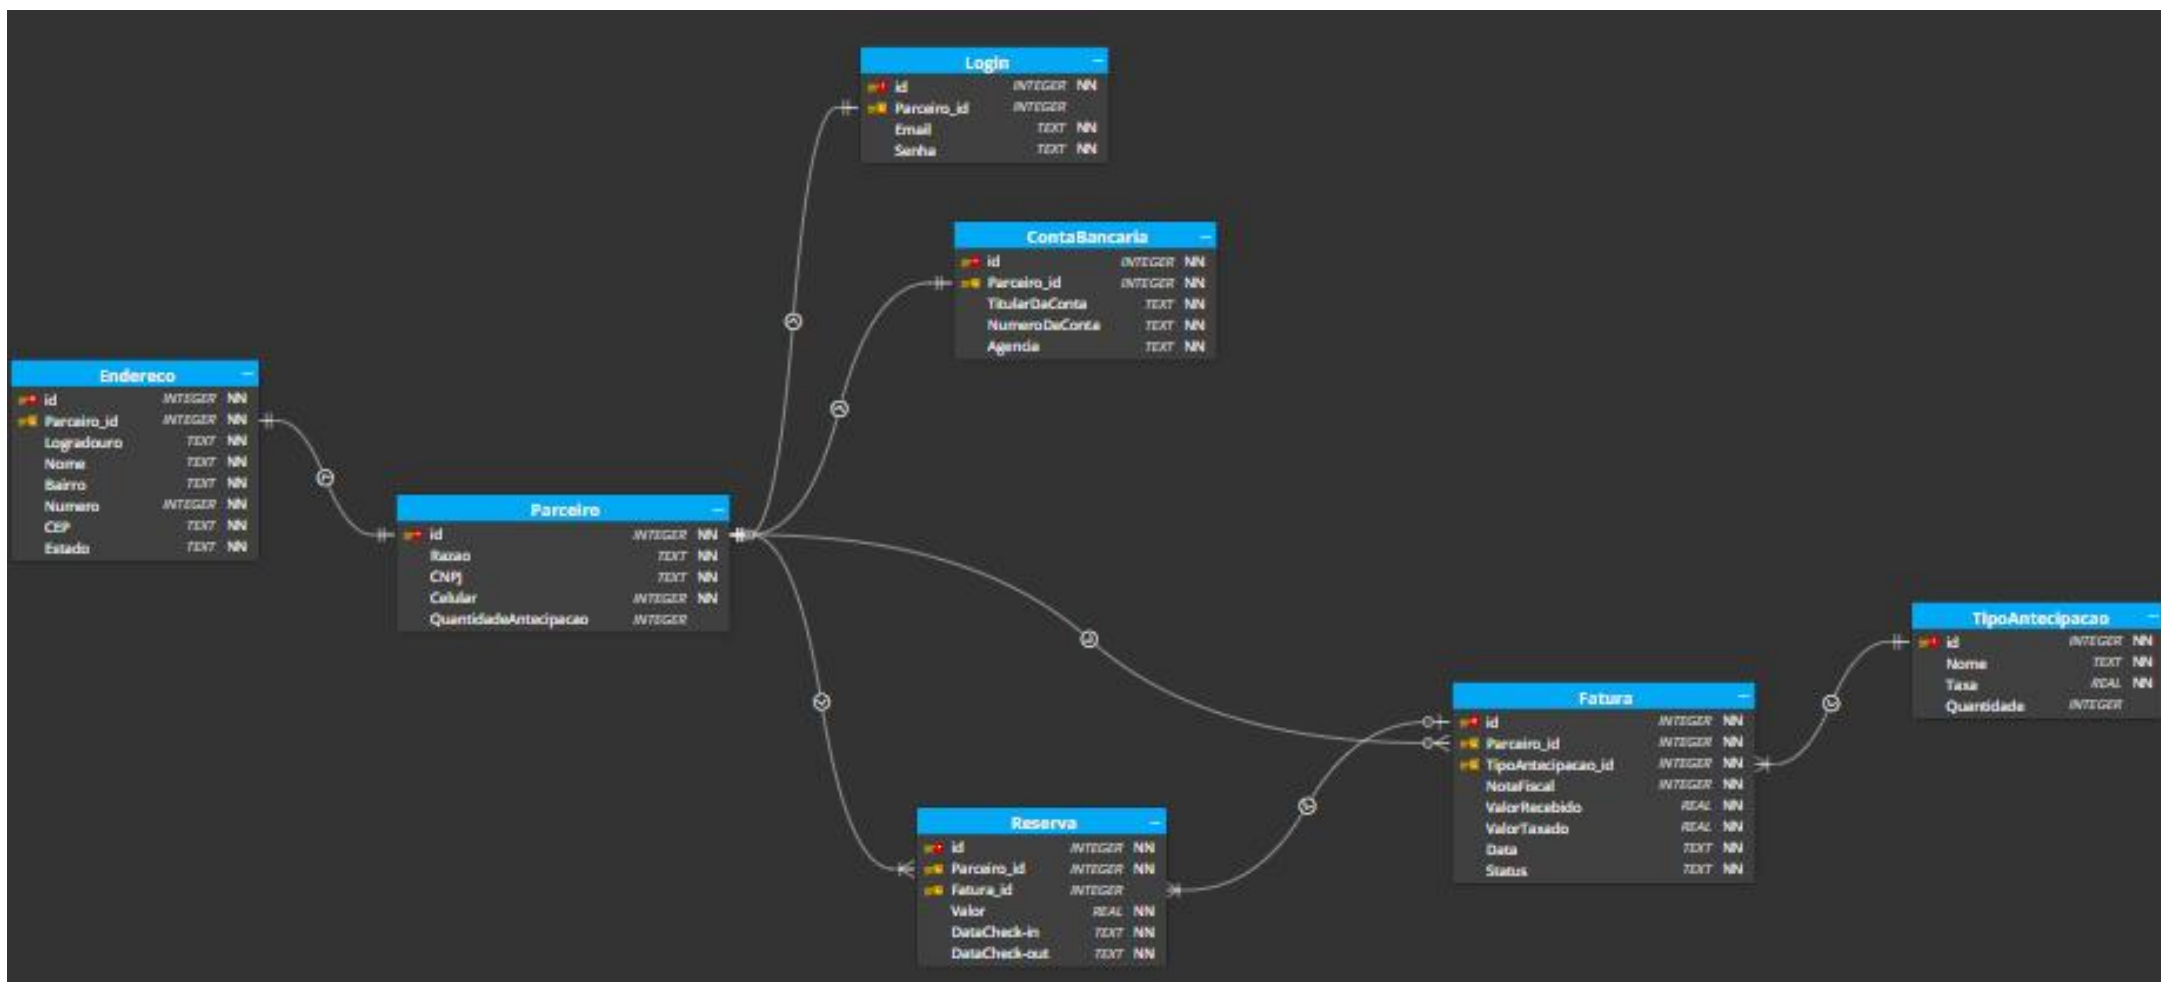 Login
id INTEGER NN
Parceiro_id INTEGER
Email TEXT NN
Senha TEXT NN
ContaBancaria
id INTEGER NN
Parceiro_id INTEGER NN
TitularDaConta TEXT NN
NumeroDaConta TEXT NN
Agencia TEXT NN
Endereco
id INTEGER NN
Parceiro_id INTEGER NN
Logradouro TEXT NN
Nome TEXT NN
Bairro TEXT NN
Numero INTEGER NN
CEP TEXT NN
Estado TEXT NN
Parceiro
id INTEGER NN
Razao TEXT NN
CNPJ TEXT NN
Celular INTEGER NN
QuantidadeAntecipacao INTEGER
TipoAntecipacao
id INTEGER NN
Nome TEXT NN
Taxa REAL NN
Quantidade INTEGER
Fatura
id INTEGER NN
Parceiro_id INTEGER NN
TipoAntecipacao_id INTEGER NN
NotaFiscal INTEGER NN
ValorRecebido REAL NN
ValorTaxado REAL NN
Data TEXT NN
Status TEXT NN
Reserva
id INTEGER NN
Parceiro_id INTEGER NN
Fatura_id INTEGER
Valor REAL NN
DataCheck-in TEXT NN
DataCheck-out TEXT NN